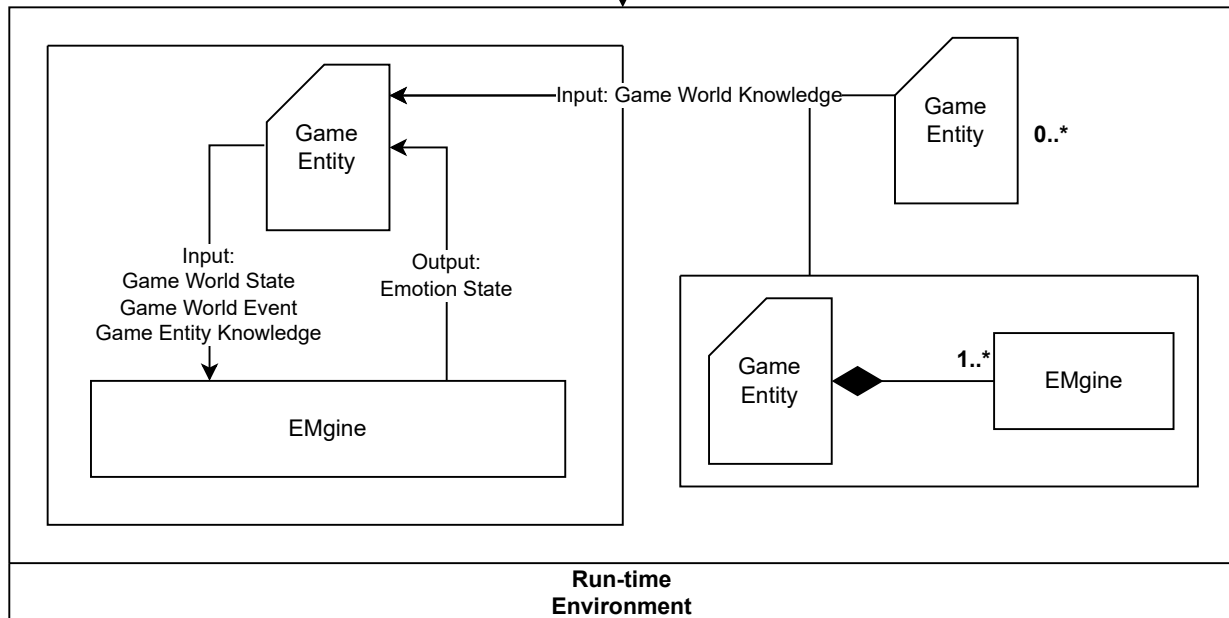 Game
Entity
Input: Game World Knowledge
Game
Entity
0..*
Input:
Game World State
Game World Event
Game Entity Knowledge
Output:
Emotion State
EMgine
Game
Entity
1..*
EMgine
Run-time
Environment